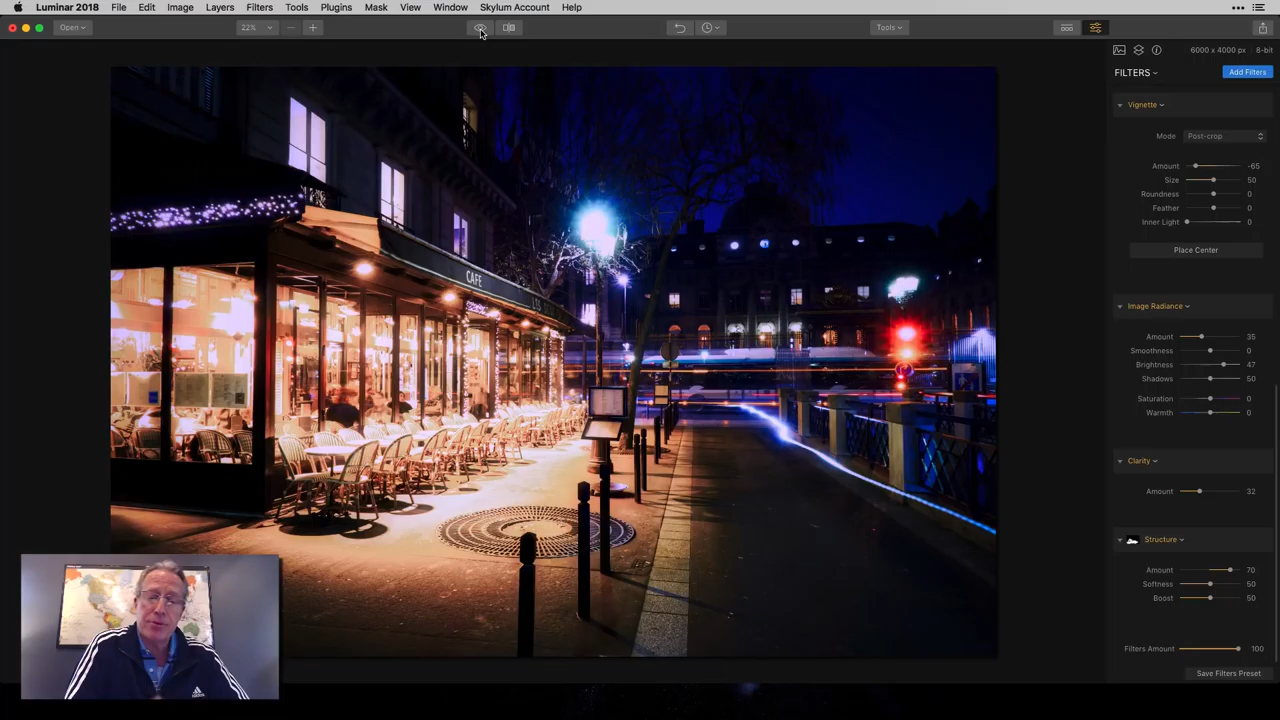 Luminar 2018 File Edit Image Layers Filters Tools Plugins Mask View Window Skylum Account Help
Open 22% Tools
6000 x 4000 px 8-bit
FILTERS Add Filters
Vignette
Mode Post-crop
Amount -65
Size 50
Roundness 0
Feather 0
Inner Light 0
Place Center
Image Radiance
Amount 35
Smoothness 0
Brightness 47
Shadows 50
Saturation 0
Warmth 0
Clarity
Amount 32
Structure
Amount 70
Softness 50
Boost 50
Filters Amount 100
Save Filters Preset
CAFE